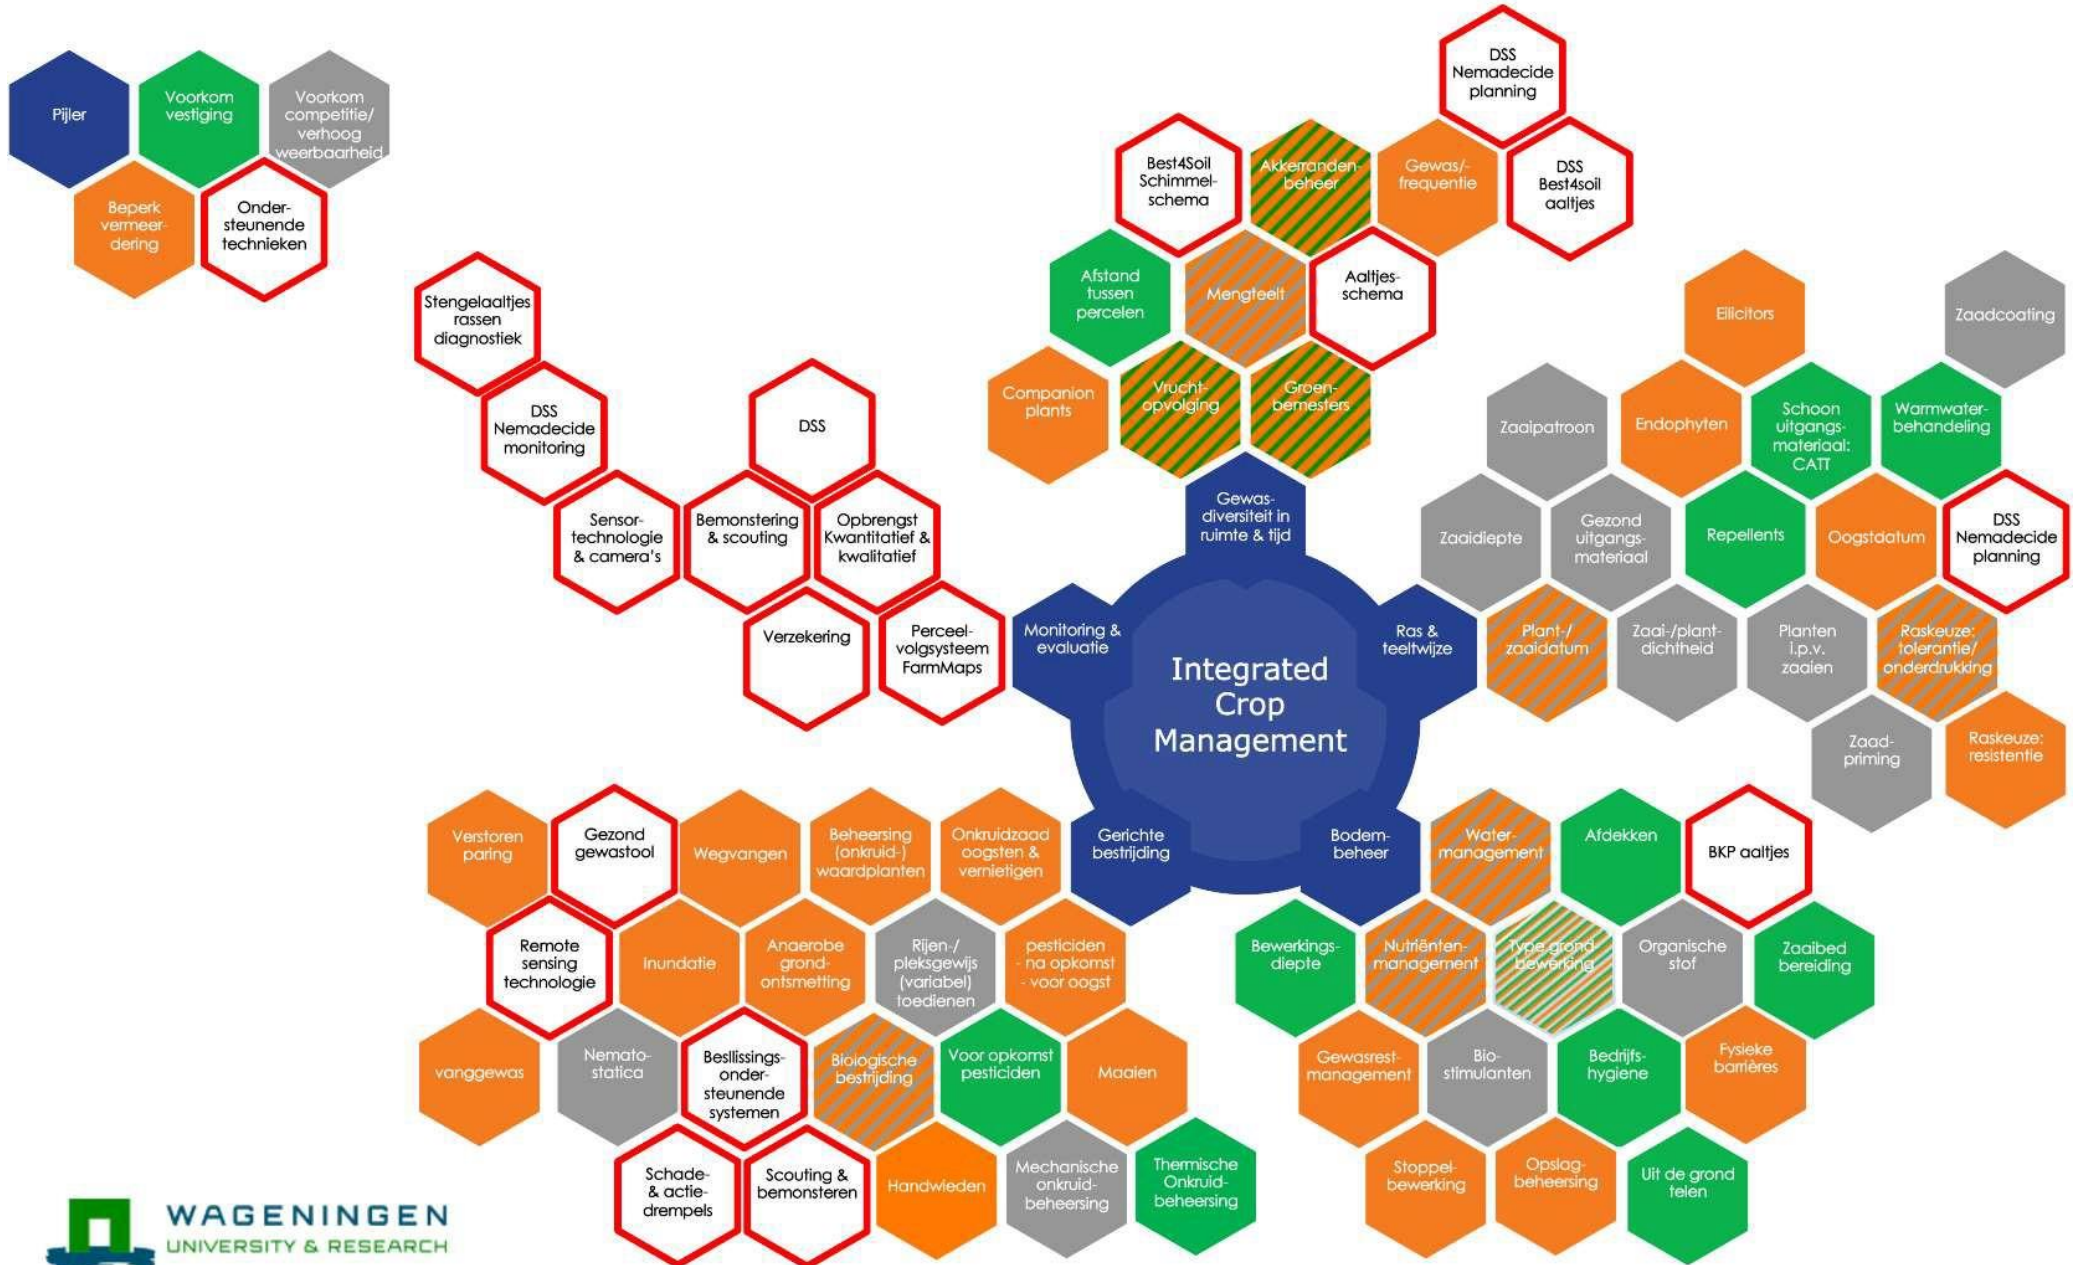 Pijler
Voorkom
vestiging
Voorkom
competitie/
verhoog
weerbaarheid
Beperk
vermeer-
dering
Onder-
steunende
technieken
DSS
Nemadecide
planning
Best4Soil
Schimmel-
schema
Akkerranden-
beheer
Gewas/-
frequentie
DSS
Best4soil
aaltjes
Afstand
tussen
percelen
Mengteelt
Aaltjes-
schema
Companion
plants
Vrucht-
opvolging
Groen-
bemesters
Gewas-
diversiteit in
ruimte & tijd
Stengelaaltjes
rassen
diagnostiek
DSS
Nemadecide
monitoring
DSS
Sensor-
technologie
& camera's
Bemonstering
& scouting
Opbrengst
Kwantitatief &
kwalitatief
Verzekering
Perceel-
volgsysteem
FarmMaps
Monitoring &
evaluatie
Integrated
Crop
Management
Ras &
teeltwijze
Ellicitors
Zaadcoating
Zaaipatroon
Endophyten
Schoon
uitgangs-
materiaal:
CATT
Warmwater-
behandeling
Zaaidiepte
Gezond
uitgangs-
materiaal
Repellents
Oogstdatum
DSS
Nemadecide
planning
Plant-/
zaaidatum
Zaai-/plant-
dichtheid
Planten
i.p.v.
zaaien
Raskeuze:
tolerantie/
onderdrukking
Zaad-
priming
Raskeuze:
resistentie
Verstoren
paring
Gezond
gewastool
Wegvangen
Beheersing
(onkruid-)
waardplanten
Onkruidzaad
oogsten &
vernietigen
Gerichte
bestrijding
Remote
sensing
technologie
Inundatie
Anaerobe
grond-
ontsmetting
Rijen-/
pleksgewijs
(variabel)
toedienen
pesticiden
- na opkomst
- voor oogst
vanggewas
Nemato-
statica
Besllissings-
onder-
steunende
systemen
Biologische
bestrijding
Voor opkomst
pesticiden
Maaien
Schade-
& actie-
drempels
Scouting &
bemonsteren
Handwieden
Mechanische
onkruid-
beheersing
Thermische
Onkruid-
beheersing
Bodem-
beheer
Water-
management
Afdekken
BKP aaltjes
Bewerkings-
diepte
Nutriënten-
management
Type grond-
bewerking
Organische
stof
Zaaibed
bereiding
Gewasrest-
management
Bio-
stimulanten
Bedrijfs-
hygiene
Fysieke
barrières
Stoppel-
bewerking
Opslag-
beheersing
Uit de grond
telen
WAGENINGEN
UNIVERSITY & RESEARCH